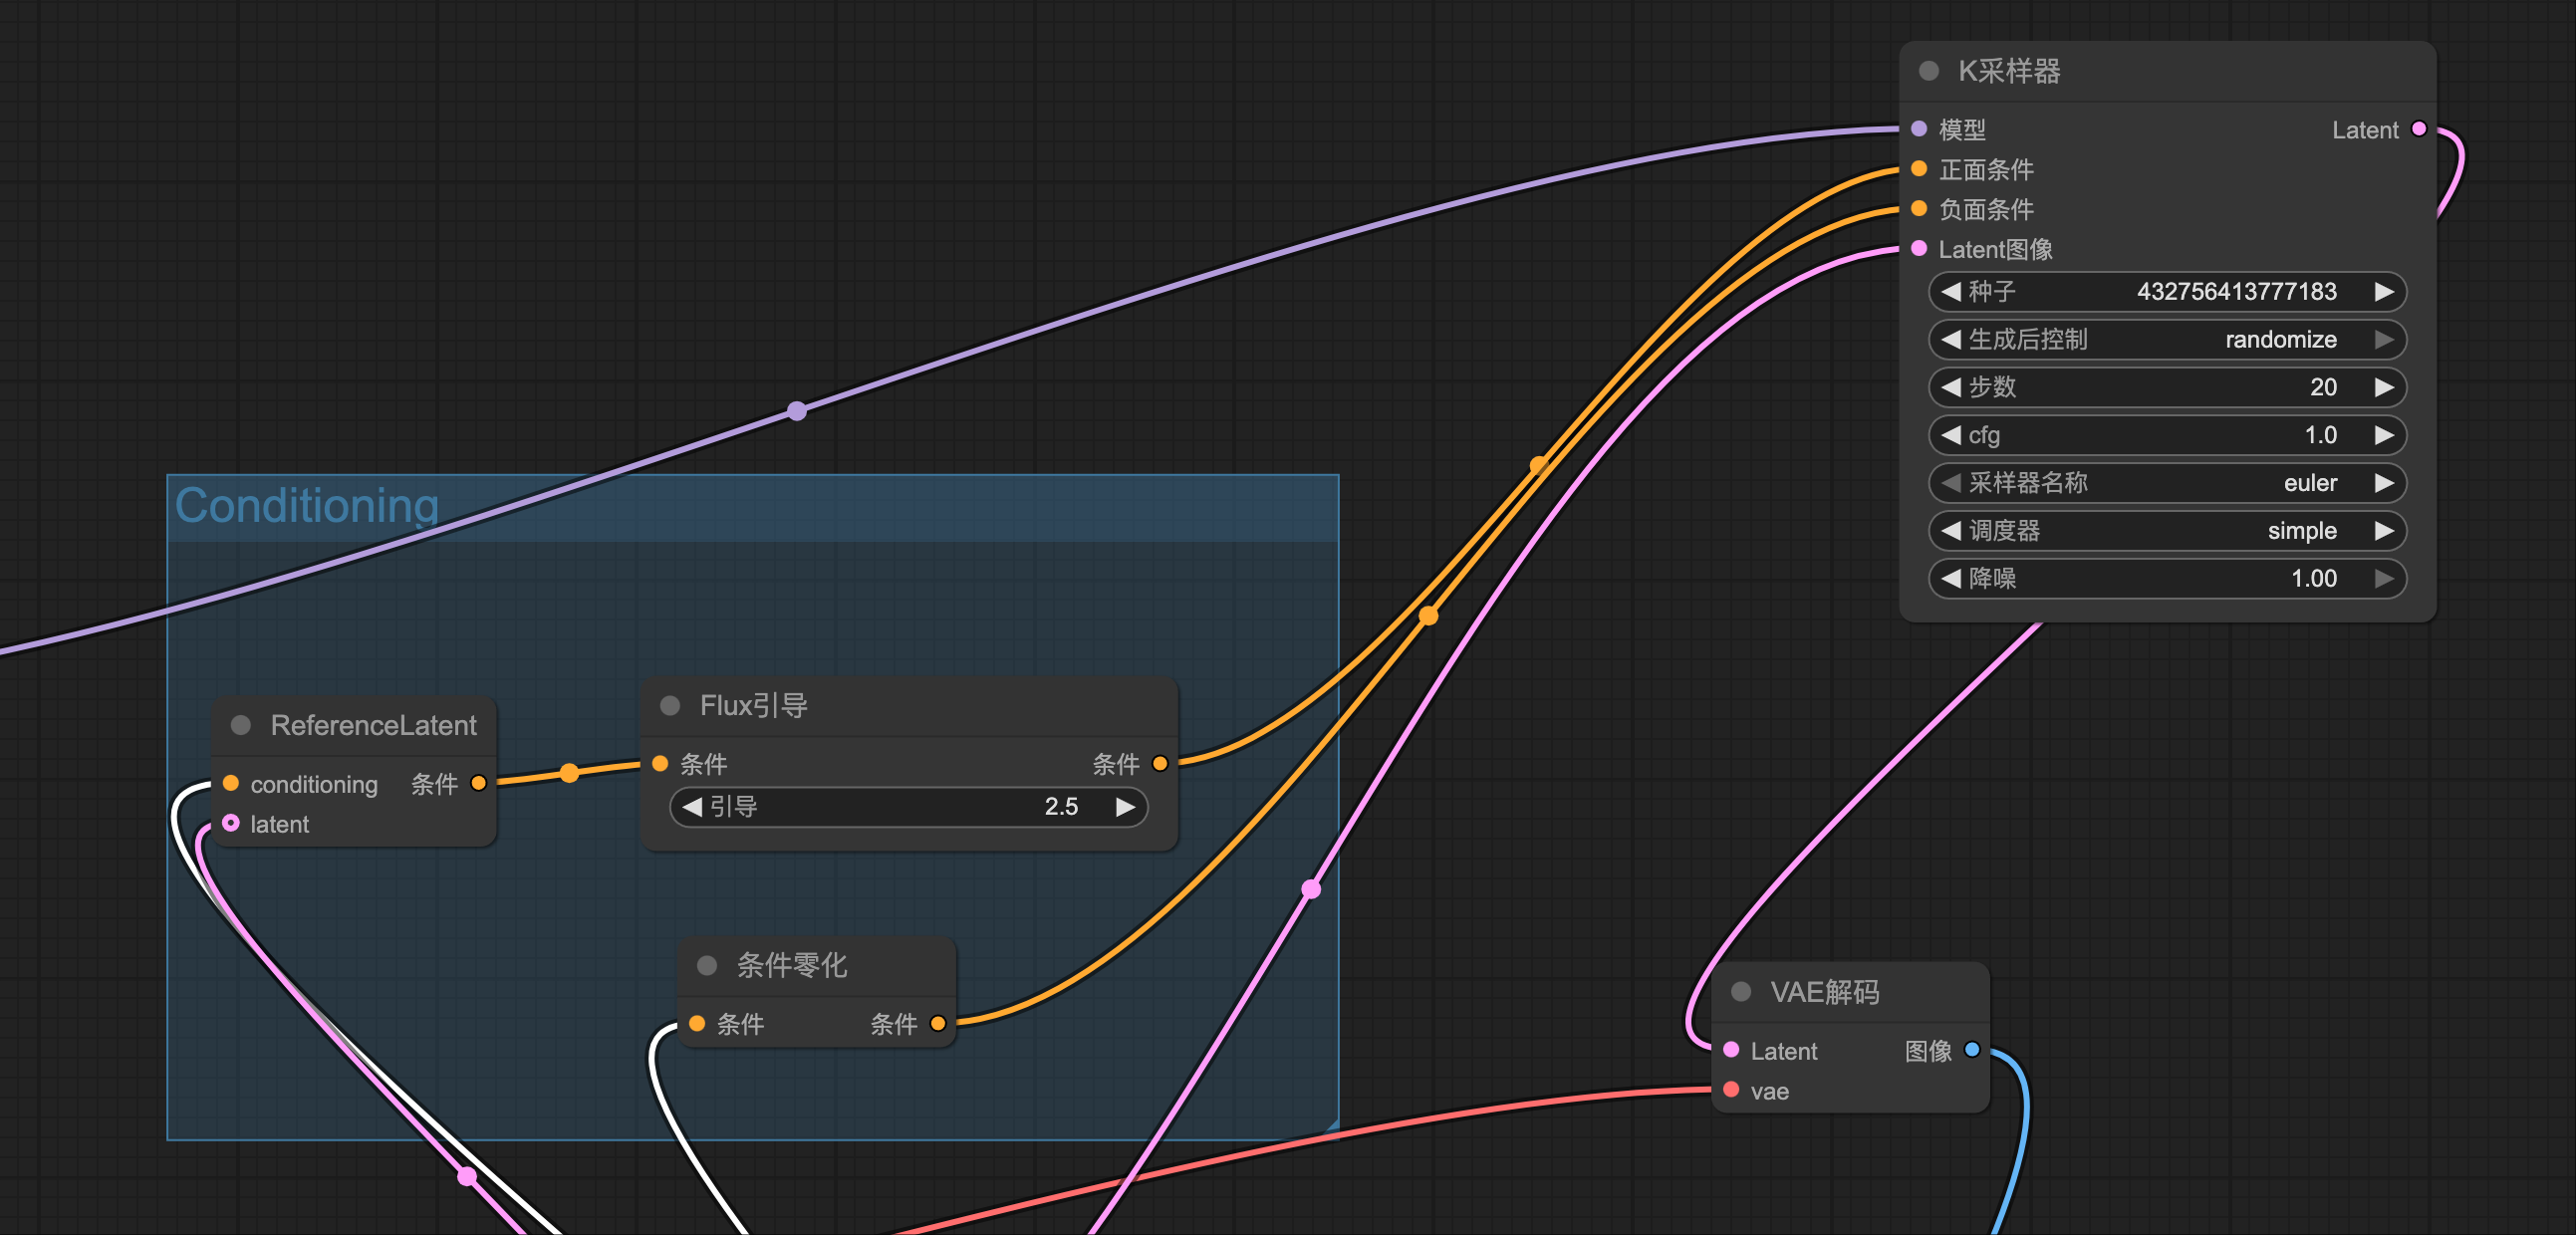 K采样器
模型 Latent
正面条件
负面条件
Latent图像
种子 432756413777183
生成后控制 randomize
步数 20
cfg 1.0
采样器名称 euler
调度器 simple
降噪 1.00
Conditioning
ReferenceLatent
conditioning 条件
latent
Flux引导
条件 条件
引导 2.5
条件零化
条件 条件
VAE解码
Latent 图像
vae